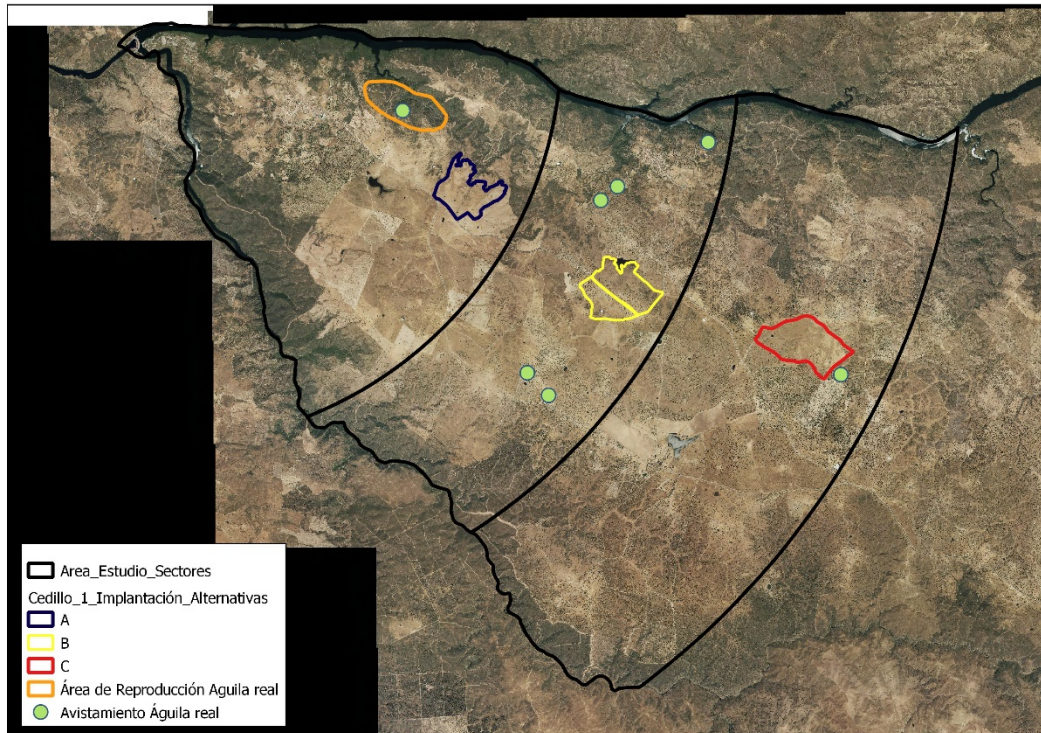 Area_Estudio_Sectores
Cedillo_1_Implantación_Alternativas
A
B
C
Área de Reproducción Aguila real
Avistamiento Águila real